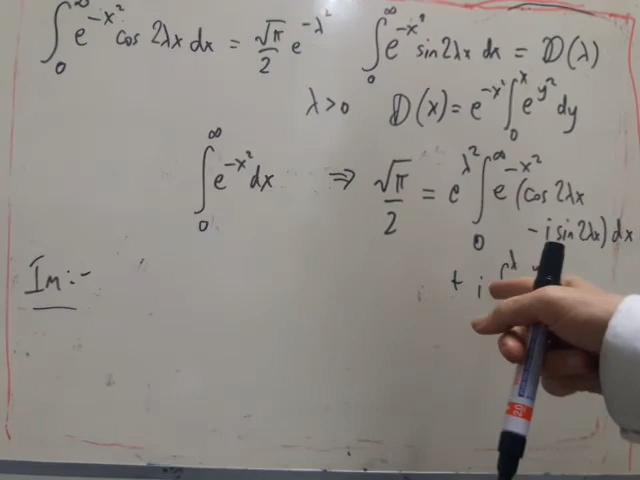 ∫₀^∞ e^{-x²} cos 2λx dx = √π/2 e^{-λ²}    ∫₀^∞ e^{-x²} sin 2λx dx = D(λ)
λ>0    D(x) = e^{-x²} ∫₀^x e^{y²} dy
∫₀^∞ e^{-x²} dx ⇒ √π/2 = e^{λ²} ∫₀^∞ e^{-x²} (cos 2λx
- i sin 2λx) dx
Im:-    + i ∫^λ